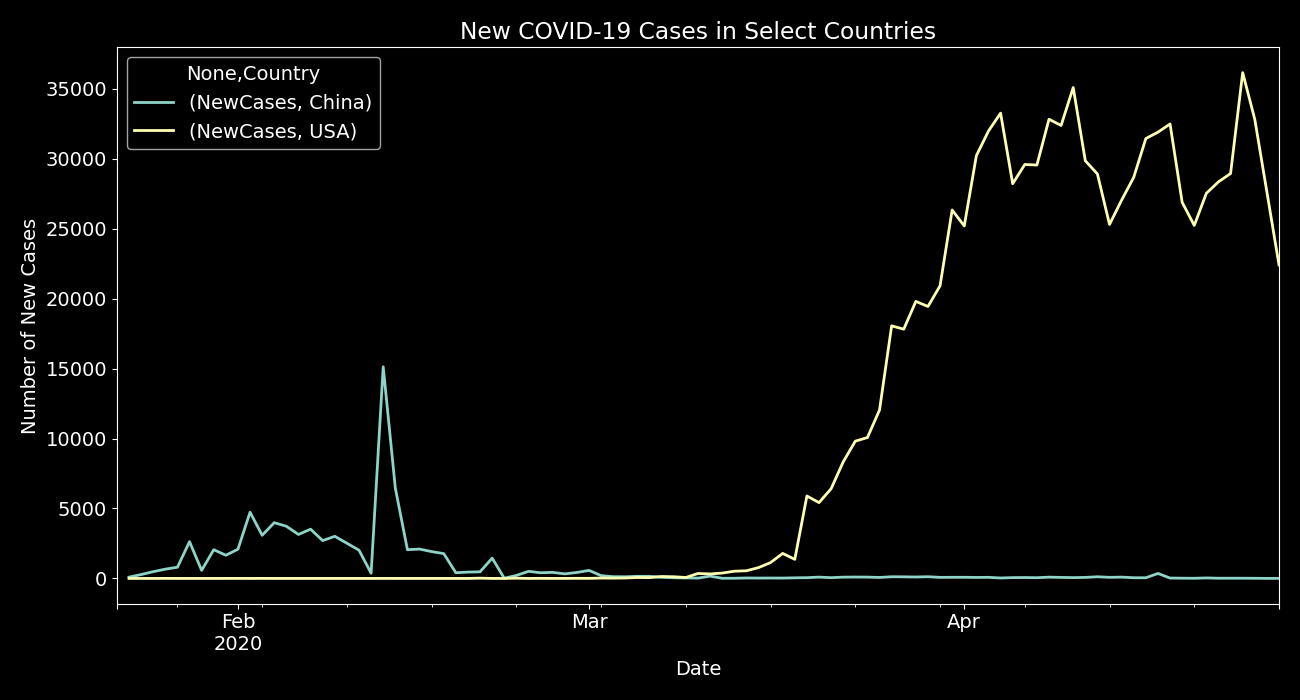 New COVID-19 Cases in Select Countries
None,Country
(NewCases, China)
(NewCases, USA)
Number of New Cases
35000
30000
25000
20000
15000
10000
5000
0
Feb
2020
Mar
Apr
Date